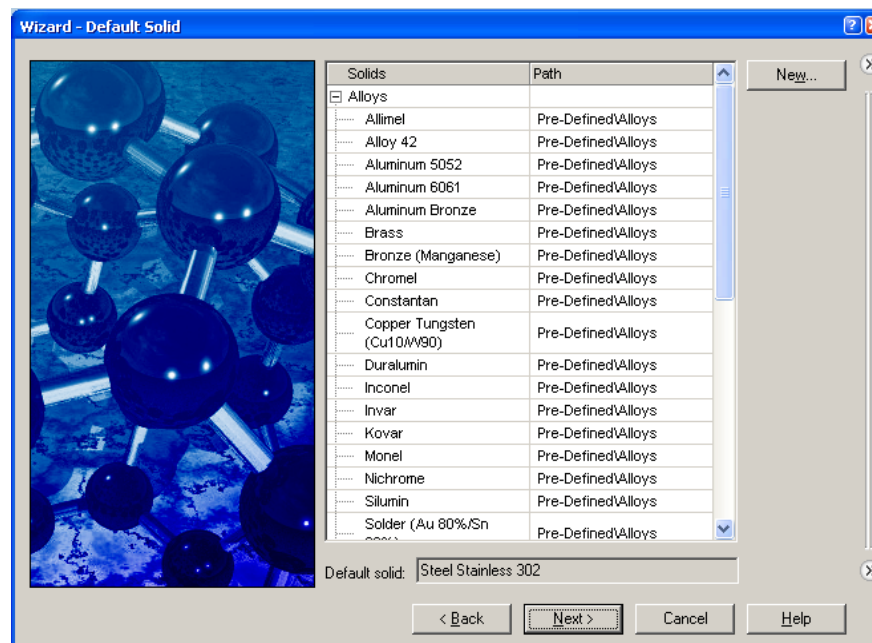 Wizard - Default Solid
Solids Path
New...
Alloys
Allimel Pre-Defined\Alloys
Alloy 42 Pre-Defined\Alloys
Aluminum 5052 Pre-Defined\Alloys
Aluminum 6061 Pre-Defined\Alloys
Aluminum Bronze Pre-Defined\Alloys
Brass Pre-Defined\Alloys
Bronze (Manganese) Pre-Defined\Alloys
Chromel Pre-Defined\Alloys
Constantan Pre-Defined\Alloys
Copper Tungsten
(Cu10/W90) Pre-Defined\Alloys
Duralumin Pre-Defined\Alloys
Inconel Pre-Defined\Alloys
Invar Pre-Defined\Alloys
Kovar Pre-Defined\Alloys
Monel Pre-Defined\Alloys
Nichrome Pre-Defined\Alloys
Silumin Pre-Defined\Alloys
Solder (Au 80%/Sn
Pre-Defined\Alloys
Default solid: Steel Stainless 302
< Back Next > Cancel Help